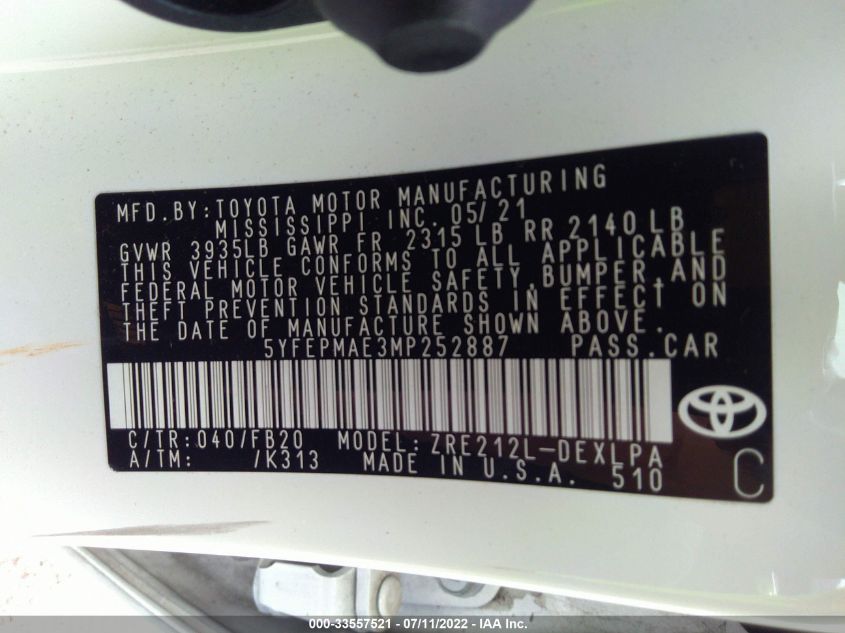 MFD.BY:TOYOTA MOTOR MANUFACTURING
MISSISSIPPI INC. 05/21
GVWR 3935LB GAWR FR 2315 LB RR 2140 LB
THIS VEHICLE CONFORMS TO ALL APPLICABLE
FEDERAL MOTOR VEHICLE SAFETY,BUMPER,AND
THEFT PREVENTION STANDARDS IN EFFECT ON
THE DATE OF MANUFACTURE SHOWN ABOVE.
5YFEPMAE3MP252887 PASS.CAR
C/TR:040/FB20 MODEL:ZRE212L-DEXLPA
A/TM: /K313 MADE IN U.S.A. 510
C
000-33557521 - 07/11/2022 - IAA Inc.